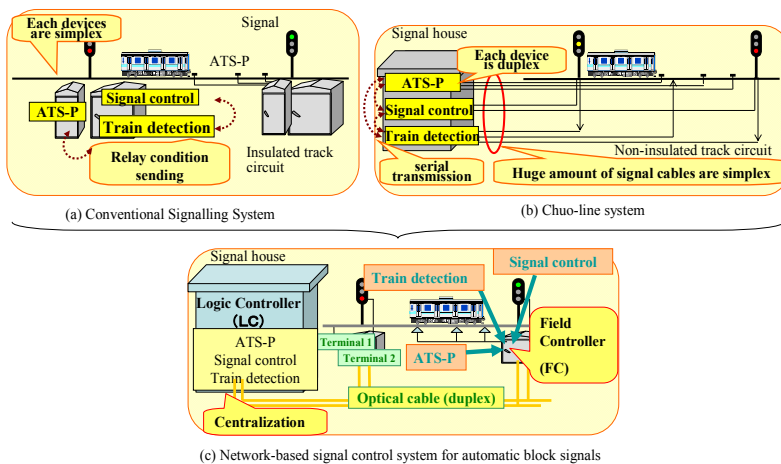 Each devices
are simplex
Signal
ATS-P
Signal control
ATS-P
Train detection
Relay condition
sending
Insulated track
circuit
(a) Conventional Signalling System
Signal house
ATS-P
Each device
is duplex
Signal control
Train detection
serial
transmission
Non-insulated track circuit
Huge amount of signal cables are simplex
(b) Chuo-line system
Signal house
Logic Controller
(LC)
ATS-P
Signal control
Train detection
Centralization
Terminal 1
Terminal 2
Train detection
Signal control
ATS-P
Field
Controller
(FC)
Optical cable (duplex)
(c) Network-based signal control system for automatic block signals